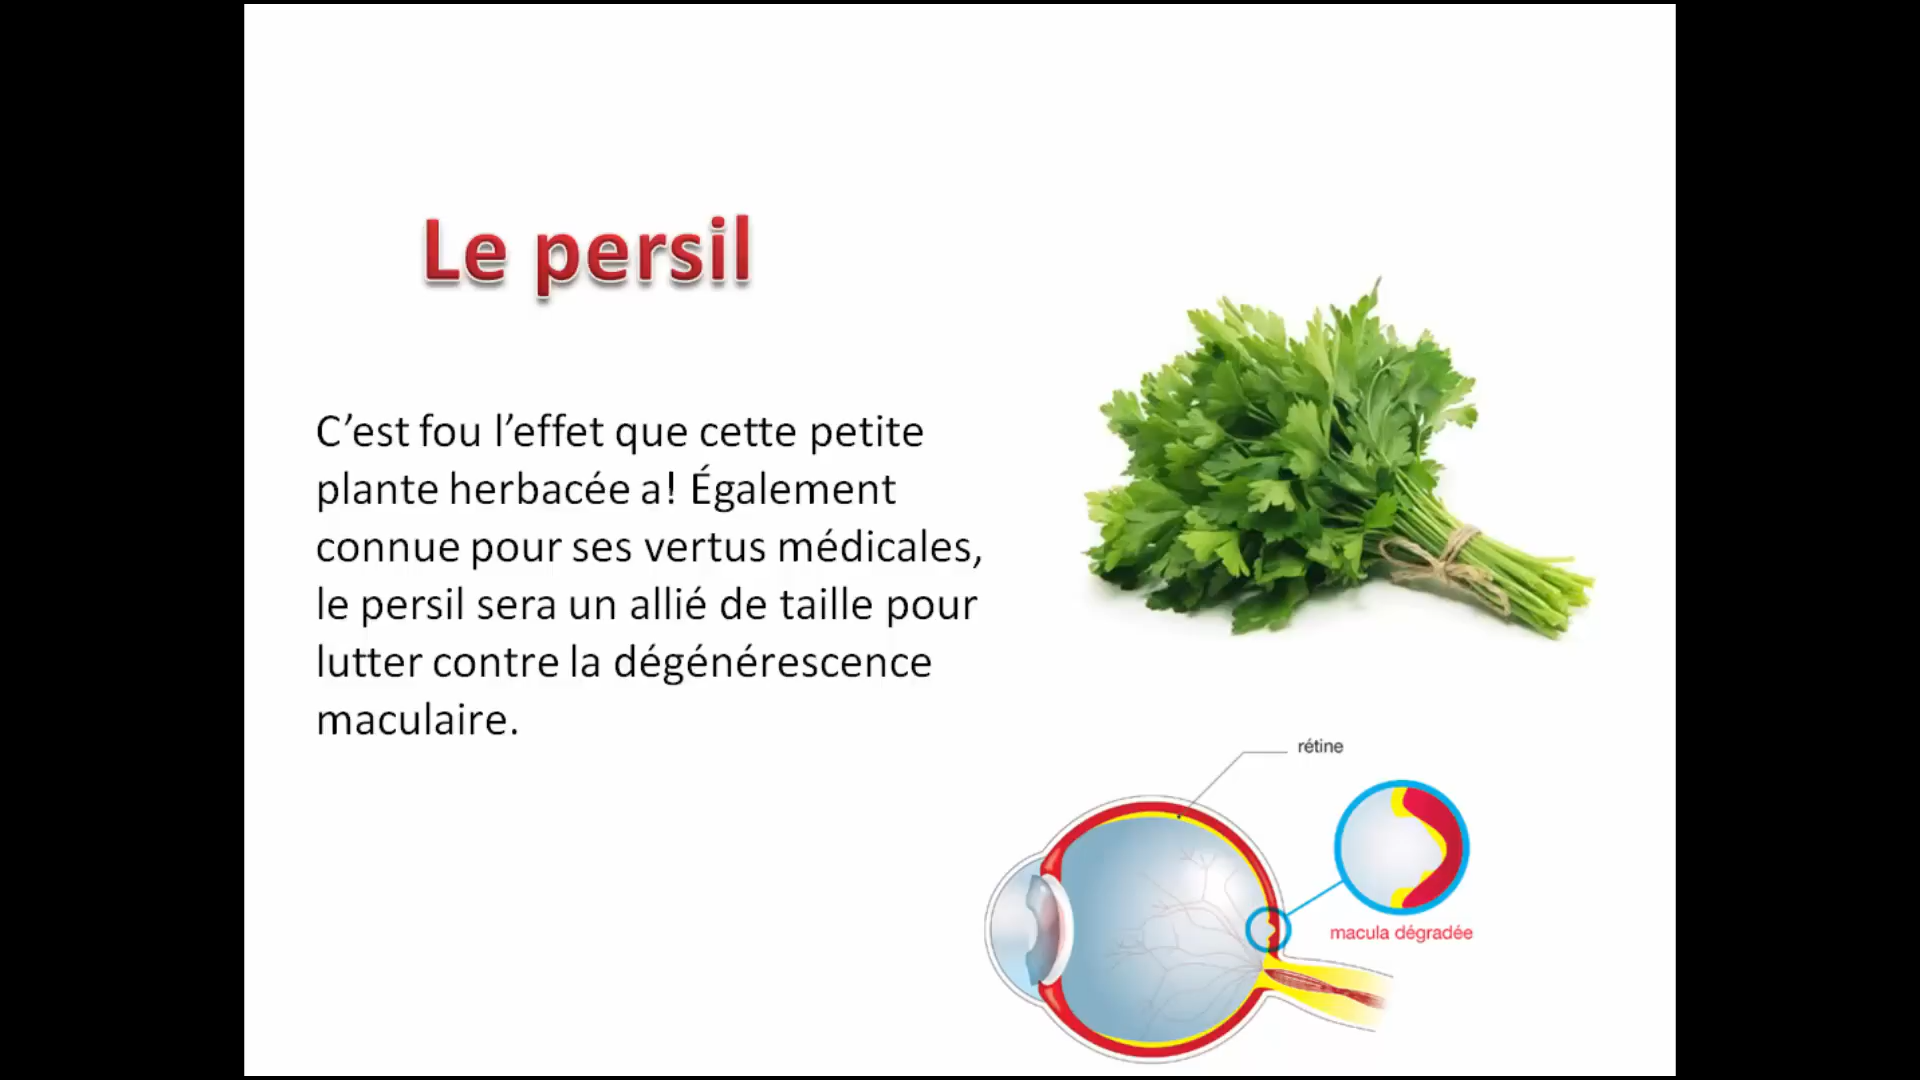 Le persil
C’est fou l’effet que cette petite
plante herbacée a! Également
connue pour ses vertus médicales,
le persil sera un allié de taille pour
lutter contre la dégénérescence
maculaire.
rétine
macula dégradée